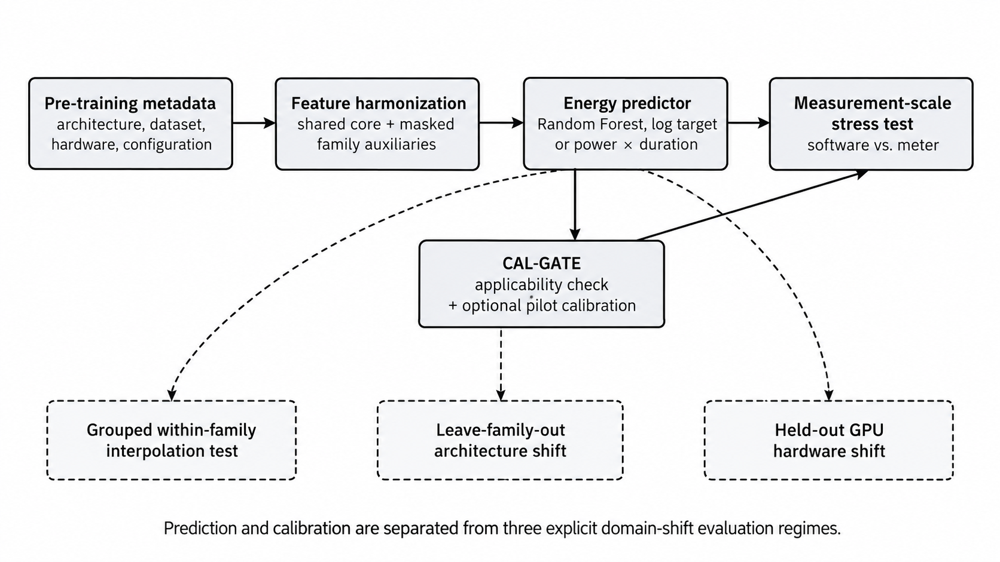 Pre-training metadata
architecture, dataset,
hardware, configuration
Feature harmonization
shared core + masked
family auxiliaries
Energy predictor
Random Forest, log target
or power × duration
Measurement-scale
stress test
software vs. meter
CAL-GATE
applicability check
+ optional pilot calibration
Grouped within-family
interpolation test
Leave-family-out
architecture shift
Held-out GPU
hardware shift
Prediction and calibration are separated from three explicit domain-shift evaluation regimes.